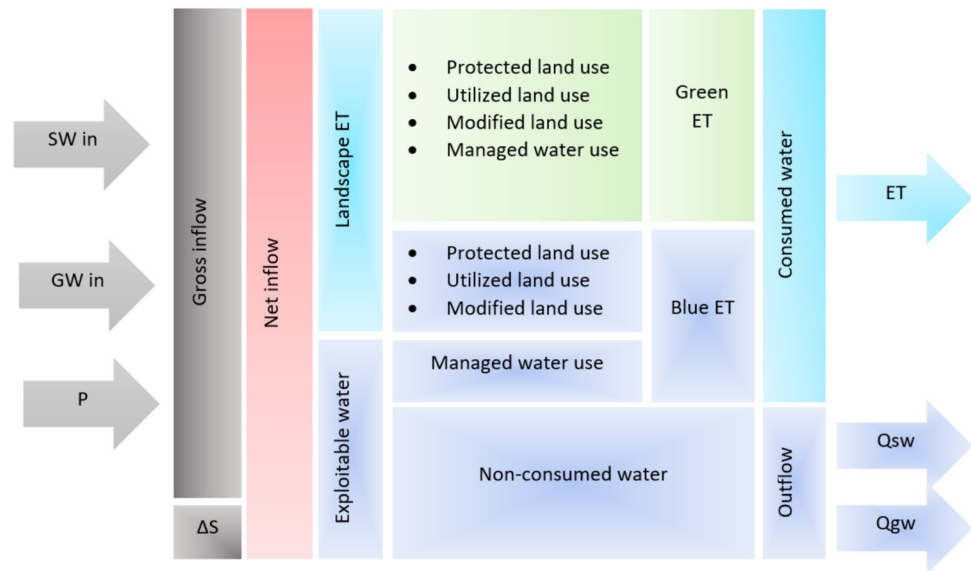 SW in
GW in
P
Gross inflow
ΔS
Net inflow
Landscape ET
Exploitable water
• Protected land use
• Utilized land use
• Modified land use
• Managed water use
Green
ET
• Protected land use
• Utilized land use
• Modified land use
Blue ET
Managed water use
Non-consumed water
Consumed water
Outflow
ET
Qsw
Qgw